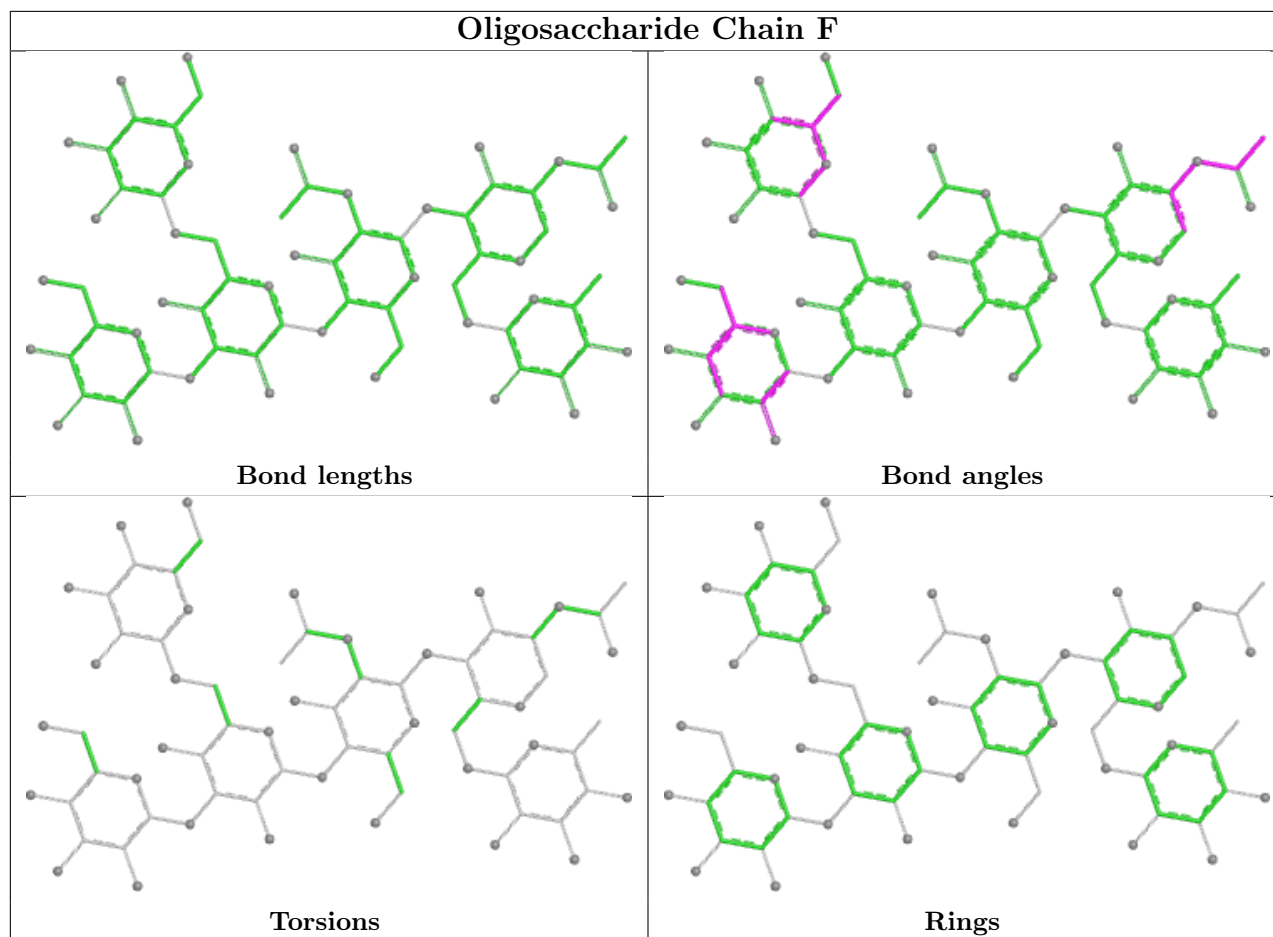 Oligosaccharide Chain F
Bond lengths
Bond angles
Torsions
Rings